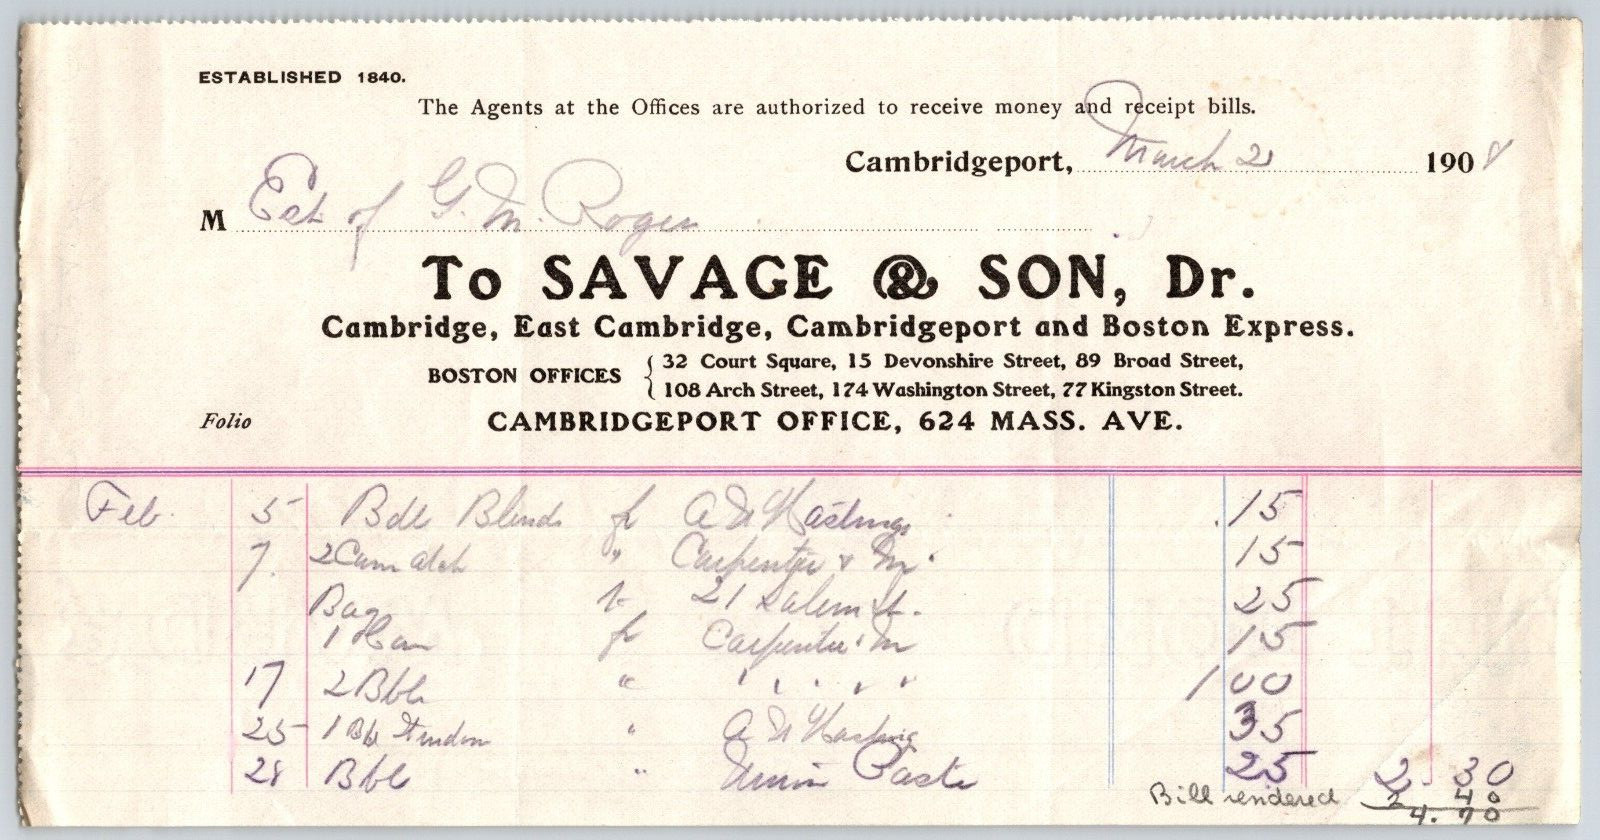 ESTABLISHED 1840.
The Agents at the Offices are authorized to receive money and receipt bills.
Cambridgeport, March 2 1908
M Est of G. M. Rogers
To SAVAGE & SON, Dr.
Cambridge, East Cambridge, Cambridgeport and Boston Express.
BOSTON OFFICES { 32 Court Square, 15 Devonshire Street, 89 Broad Street,
108 Arch Street, 174 Washington Street, 77 Kingston Street.
Folio CAMBRIDGEPORT OFFICE, 624 MASS. AVE.
Feb. 5 Bdl Blinds fr A W Hastings .15
7. 2 Cam " Carpenter & M. 15
Bag to 21 Salem St. 25
1 fr Carpenter M 15
17 2 Bbls " " " " " 1 00
25 1 Bbl " A W Hastings 35
28 Bbl " Union Paste 25 2.30
Bill rendered 2 40
4.70